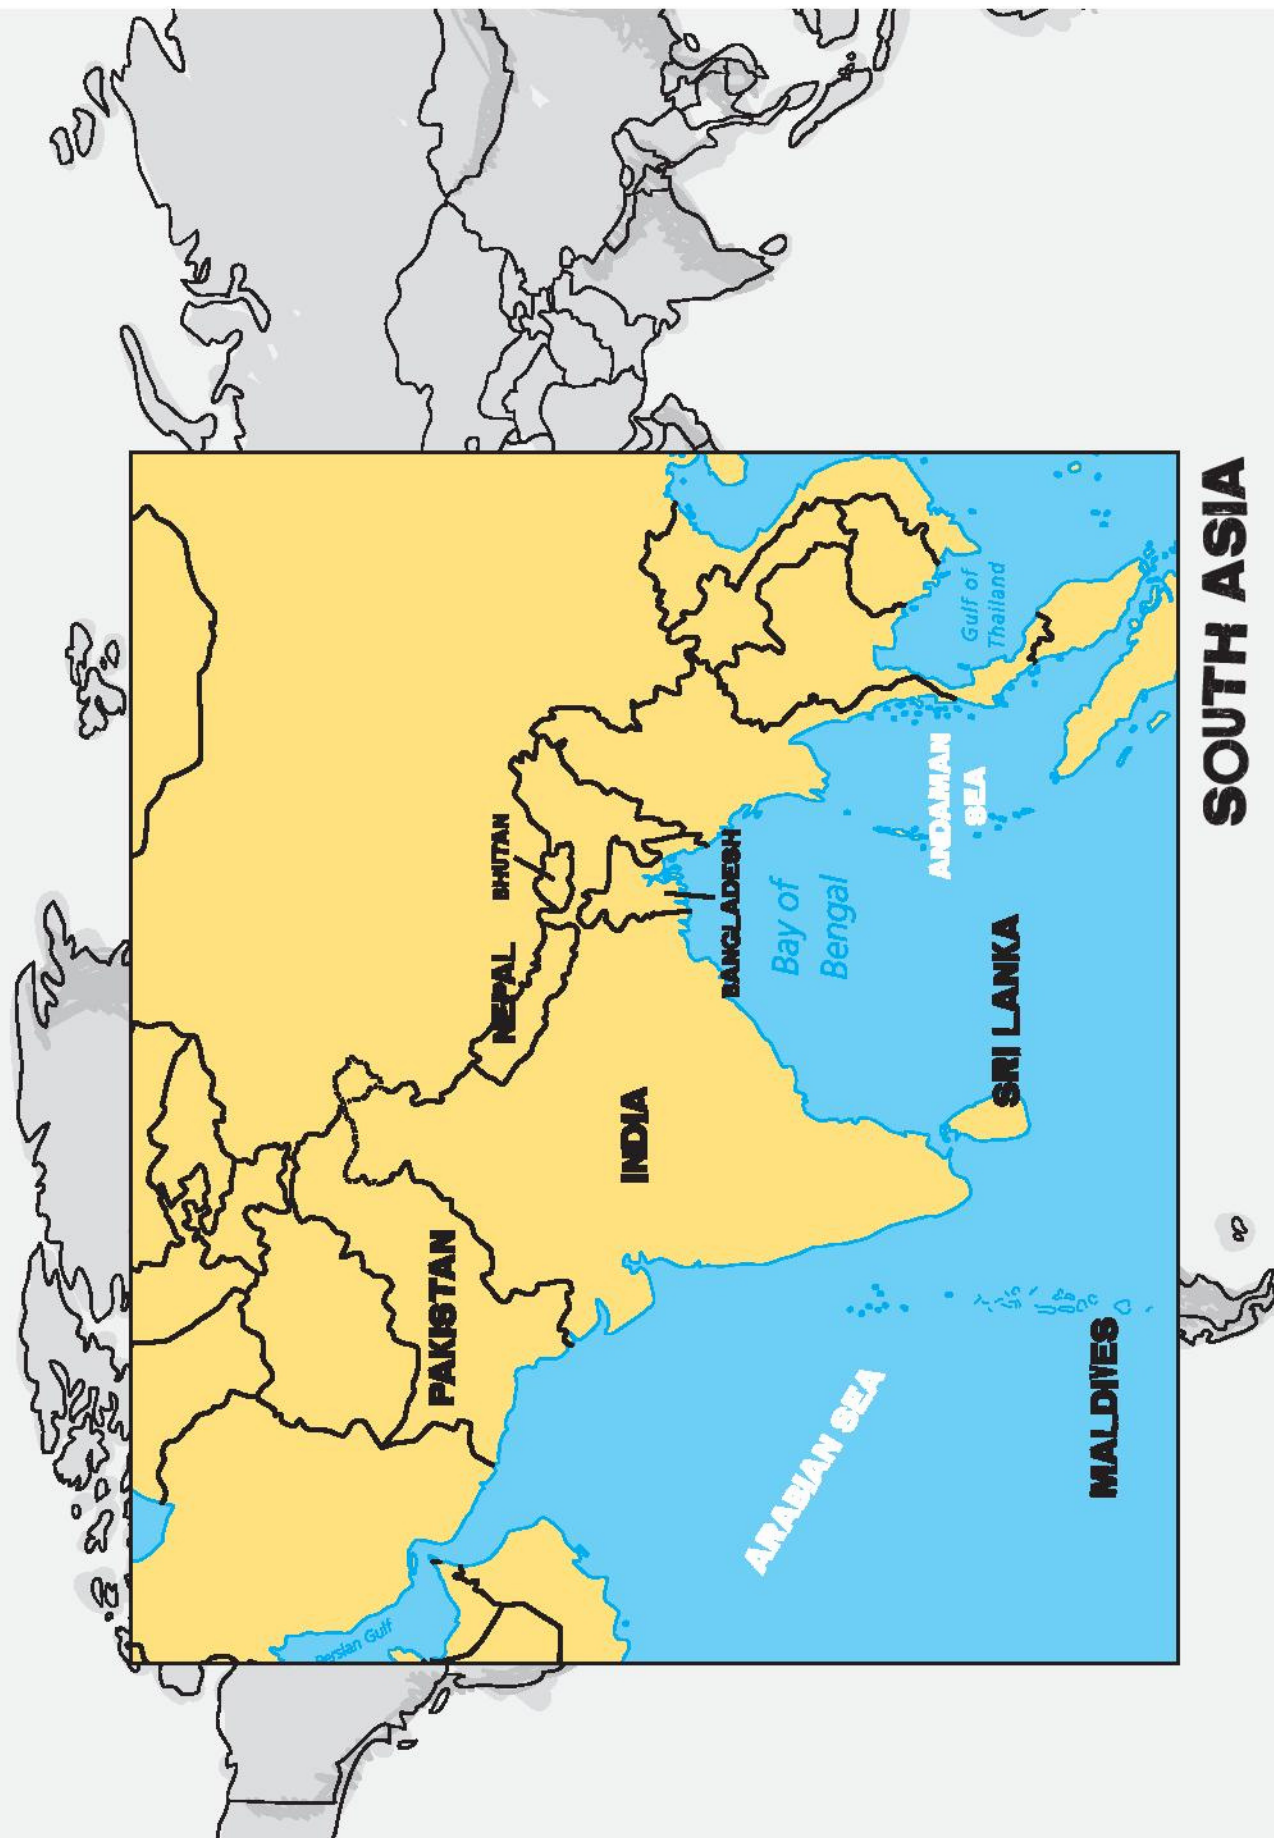 SOUTH ASIA
BHUTAN
NEPAL
PAKISTAN
INDIA
BANGLADESH
Bay of
Bengal
ANDAMAN
SEA
Gulf of
Thailand
SRI LANKA
Persian Gulf
ARABIAN SEA
MALDIVES